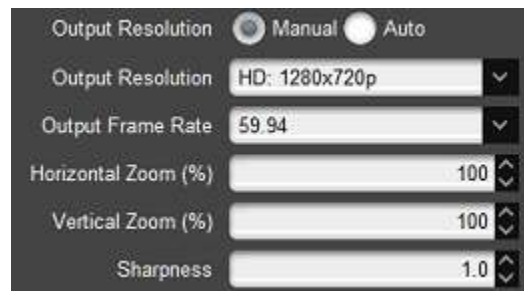 Output Resolution Manual Auto
Output Resolution HD: 1280x720p
Output Frame Rate 59.94
Horizontal Zoom (%) 100
Vertical Zoom (%) 100
Sharpness 1.0